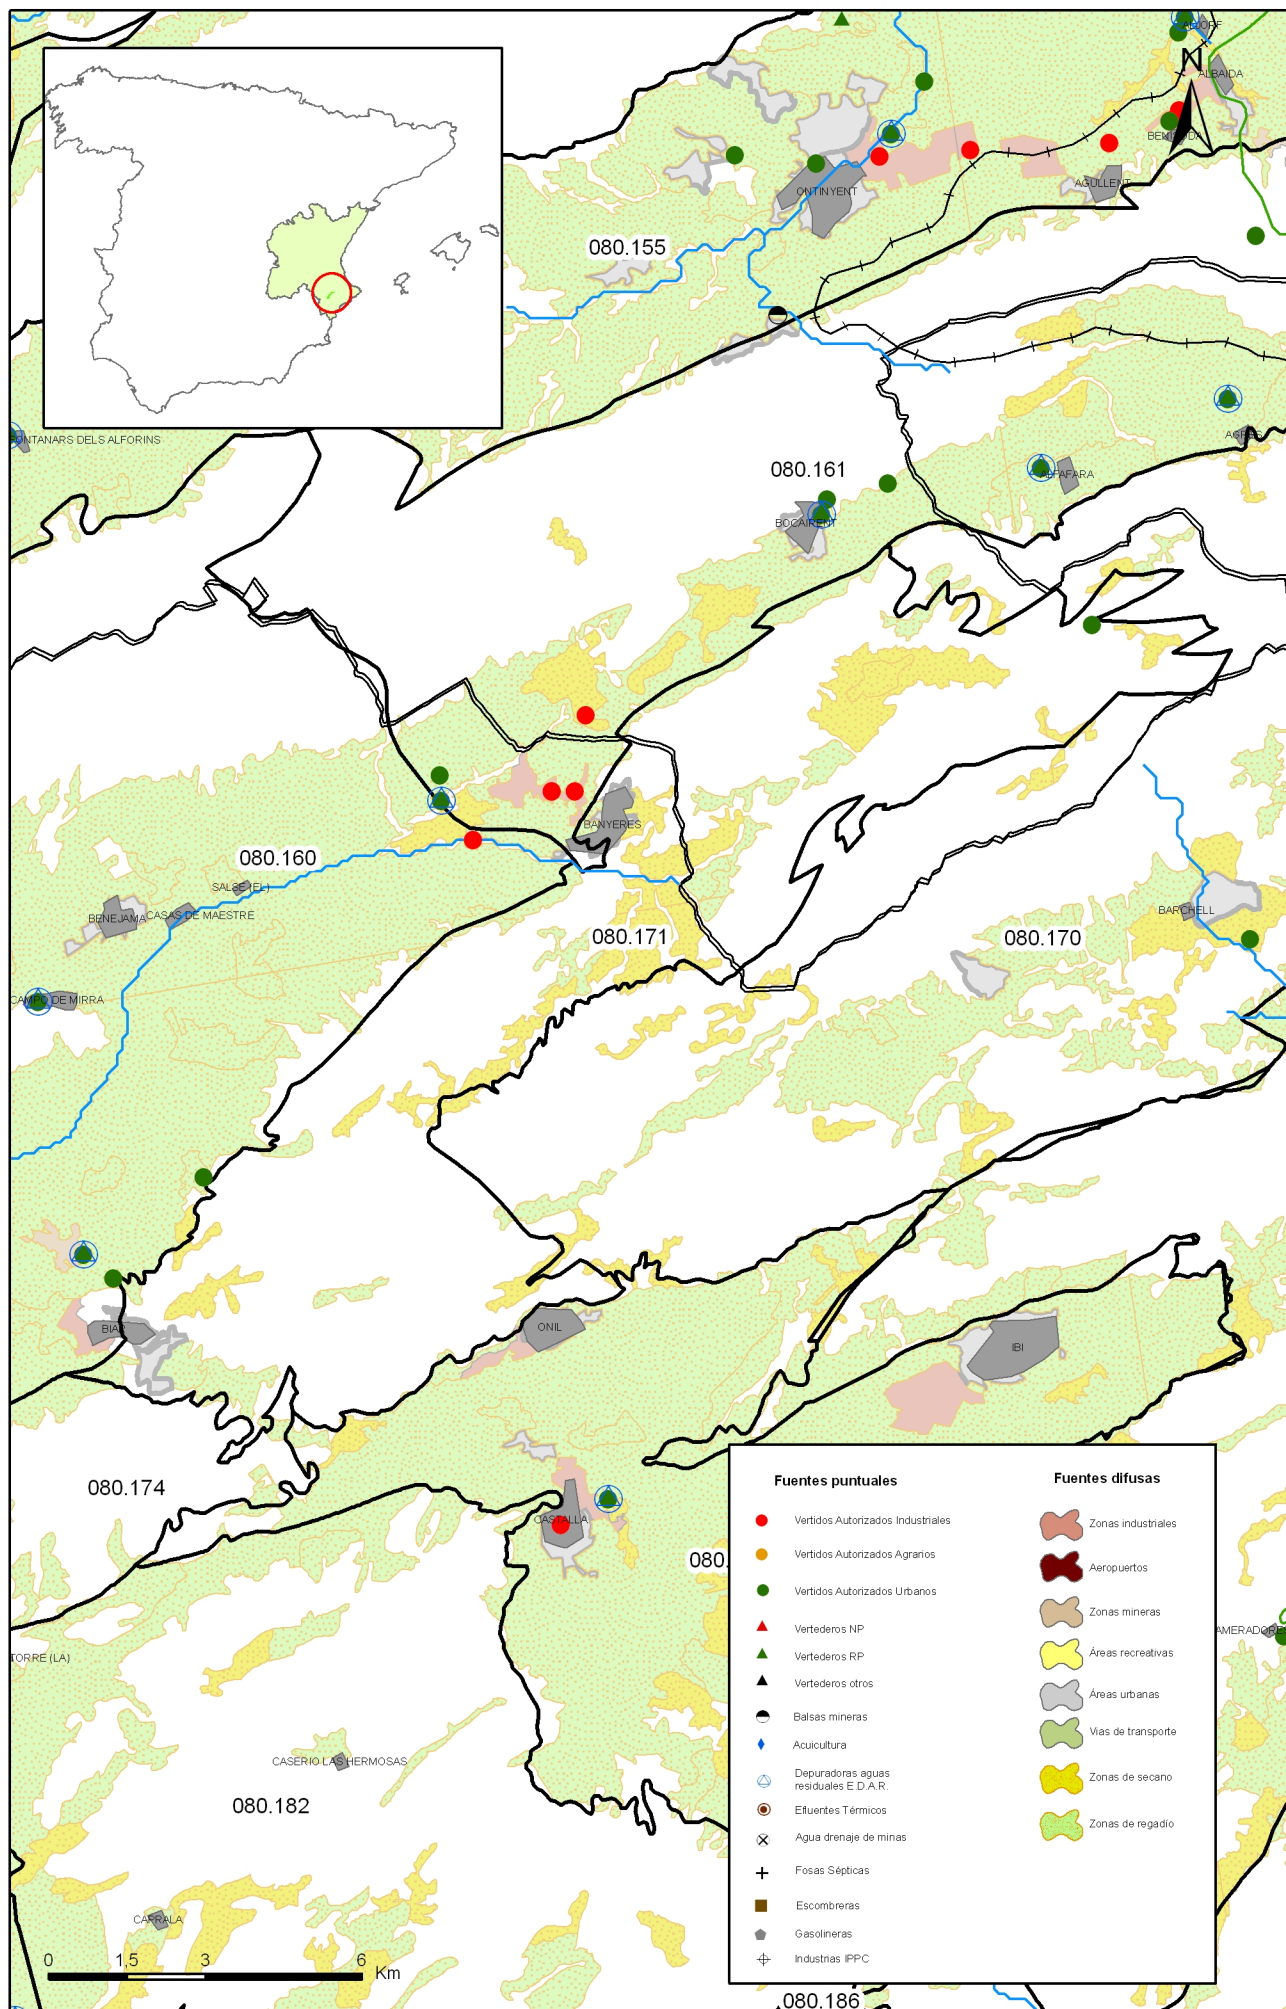 N
ALBAIDA
AGULLENT
ONTINYENT
080.155
ONTANARS DELS ALFORINS
080.161
BOCAIRENT
BANYERES
080.160
SALSE (EL)
BENEJAMA
CASAS DE MAESTRE
BARCHELL
080.171
080.170
CAMPO DE MIRRA
BIAR
ONIL
IBI
080.174
CASTALLA
080.
AMERADORE
TORRE (LA)
CASERIO LAS HERMOSAS
080.182
CAPRALA
0 1,5 3 6
Km
080.186
Fuentes puntuales
Vertidos Autorizados Industriales
Vertidos Autorizados Agrarios
Vertidos Autorizados Urbanos
Vertederos NP
Vertederos RP
Vertederos otros
Balsas mineras
Acuicultura
Depuradoras aguas
residuales E.D.A.R.
Efluentes Térmicos
Agua drenaje de minas
Fosas Sépticas
Escombreras
Gasolineras
Industrias IPPC
Fuentes difusas
Zonas industriales
Aeropuertos
Zonas mineras
Áreas recreativas
Áreas urbanas
Vias de transporte
Zonas de secano
Zonas de regadío